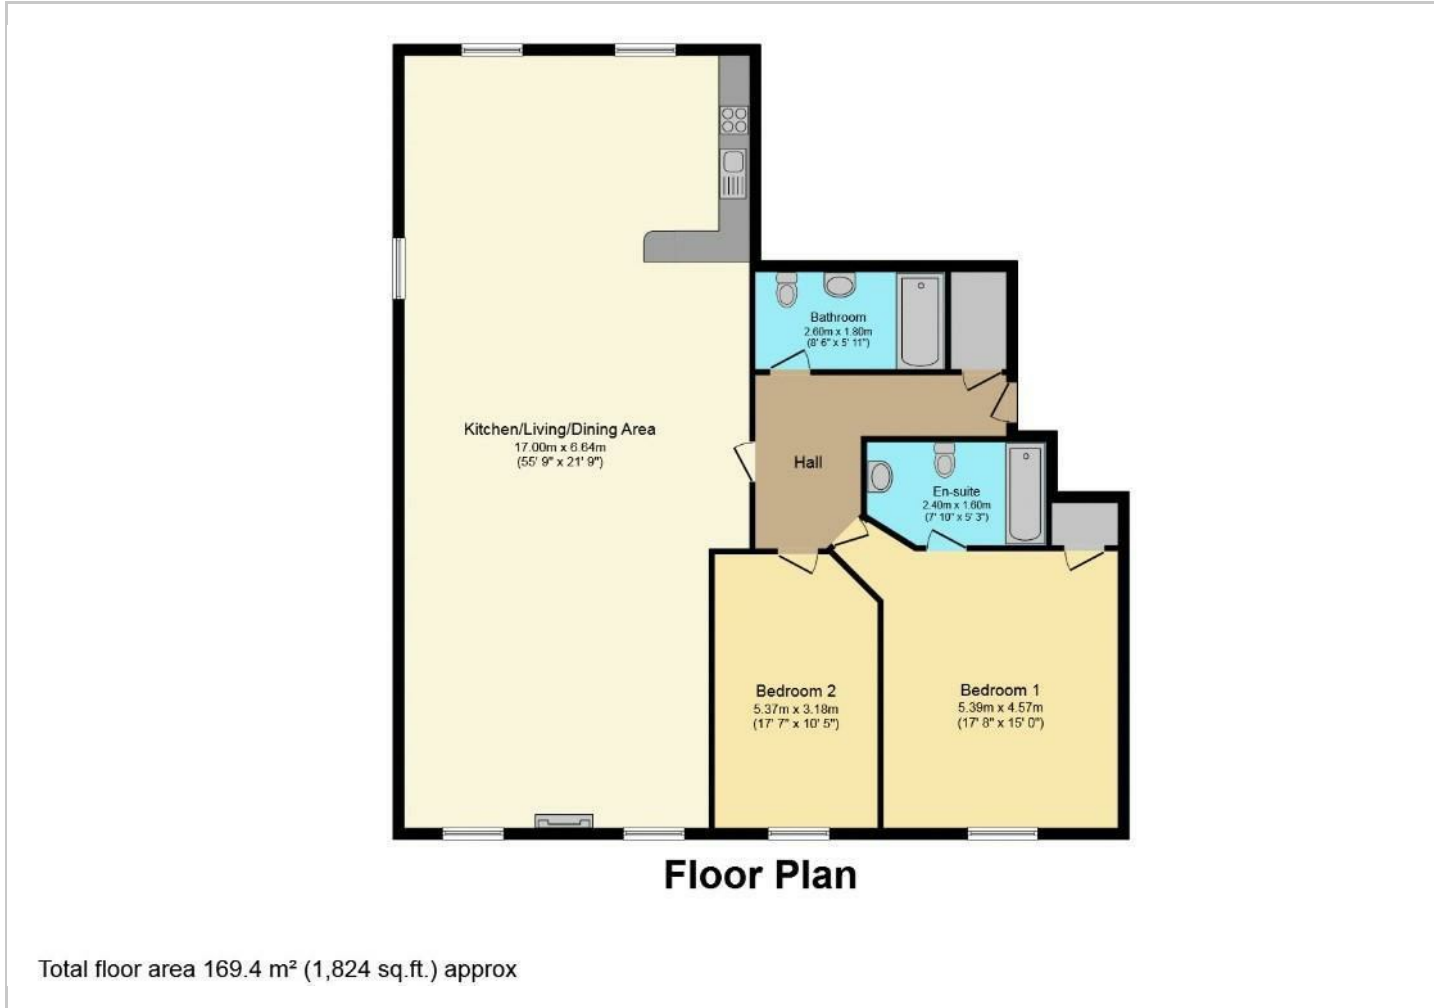 Bathroom
2.60m x 1.80m
(8' 6" x 5' 11")
Kitchen/Living/Dining Area
17.00m x 6.64m
(55' 9" x 21' 9")
Hall
En-suite
2.40m x 1.60m
(7' 10" x 5' 3")
Bedroom 2
5.37m x 3.18m
(17' 7" x 10' 5")
Bedroom 1
5.39m x 4.57m
(17' 8" x 15' 0")
Floor Plan
Total floor area 169.4 m² (1,824 sq.ft.) approx